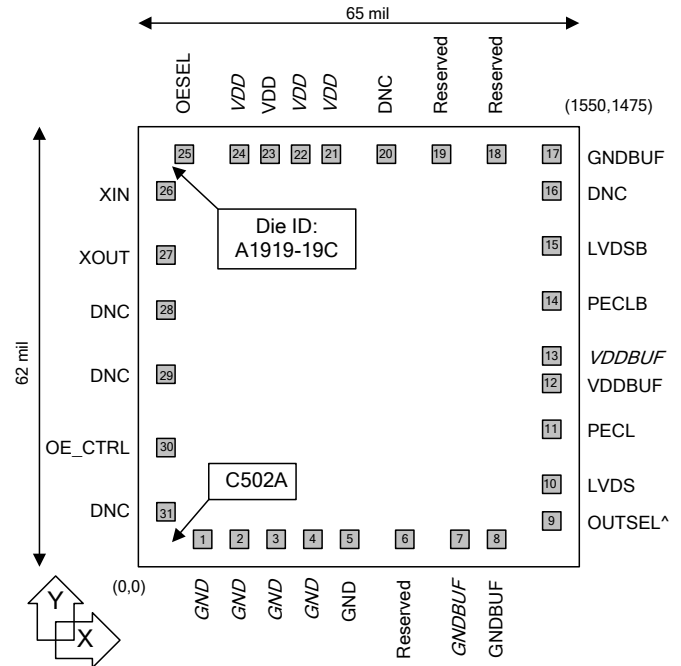 65 mil
OESEL
VDD
VDD
VDD
VDD
DNC
Reserved
Reserved
(1550,1475)
25 24 23 22 21 20 19 18 17 GNDBUF
XIN 26
16 DNC
Die ID:
A1919-19C
XOUT 27
15 LVDSB
DNC 28
14 PECLB
13 VDDBUF
62 mil
DNC 29
12 VDDBUF
11 PECL
OE_CTRL 30
C502A
10 LVDS
DNC 31
9 OUTSEL^
1 2 3 4 5 6 7 8
(0,0)
GND
GND
GND
GND
GND
Reserved
GNDBUF
GNDBUF
Y
X